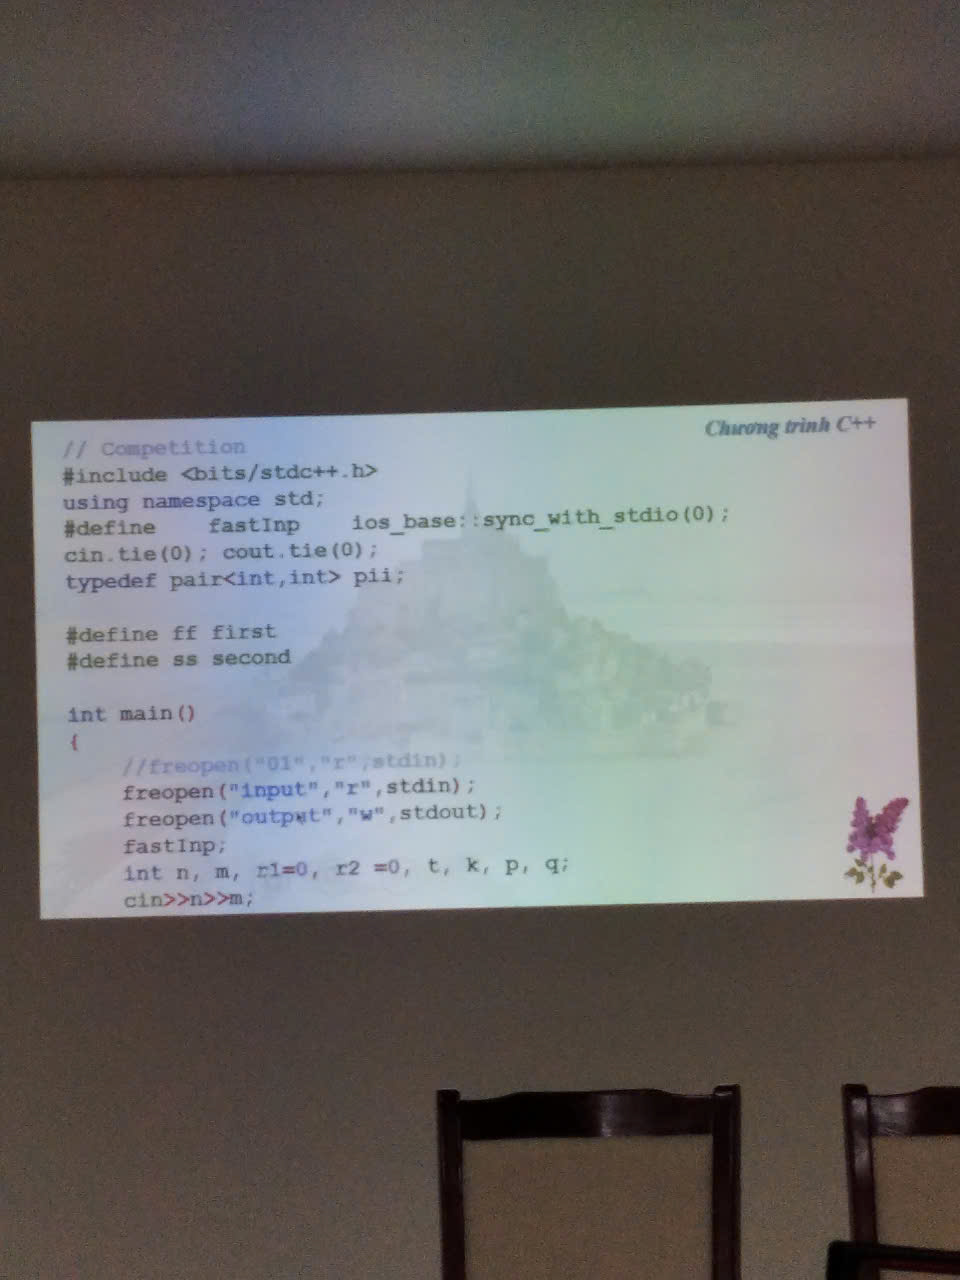 Chương trình C++
// Competition
#include <bits/stdc++.h>
using namespace std;
#define    fastInp    ios_base::sync_with_stdio(0);
cin.tie(0); cout.tie(0);
typedef pair<int,int> pii;
#define ff first
#define ss second
int main()
{
//freopen("01","r",stdin);
freopen("input","r",stdin);
freopen("output","w",stdout);
fastInp;
int n, m, r1=0, r2 =0, t, k, p, q;
cin>>n>>m;